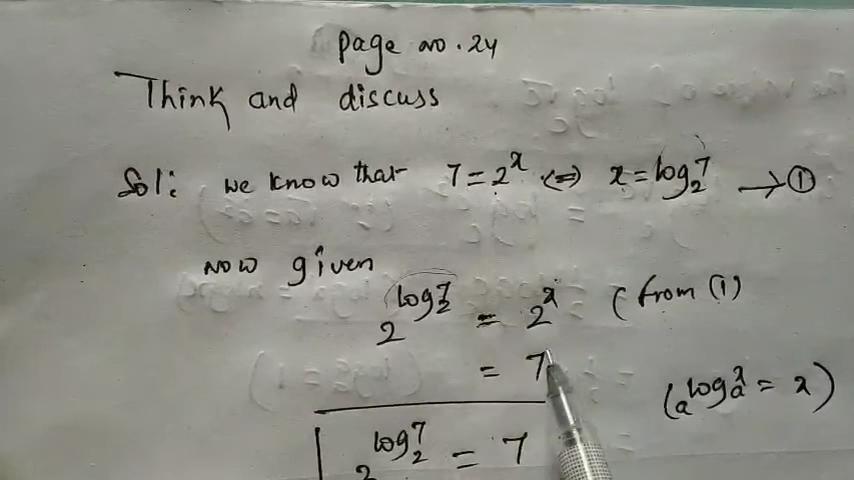 Page no. 24
Think and discuss
Sol: we know that 7 = 2^x ⇔ x = log_2 7 → ①
now given
2^(log_2 7) = 2^x (from (1)
= 7
(a^(log_a x) = x)
2^(log_2 7) = 7